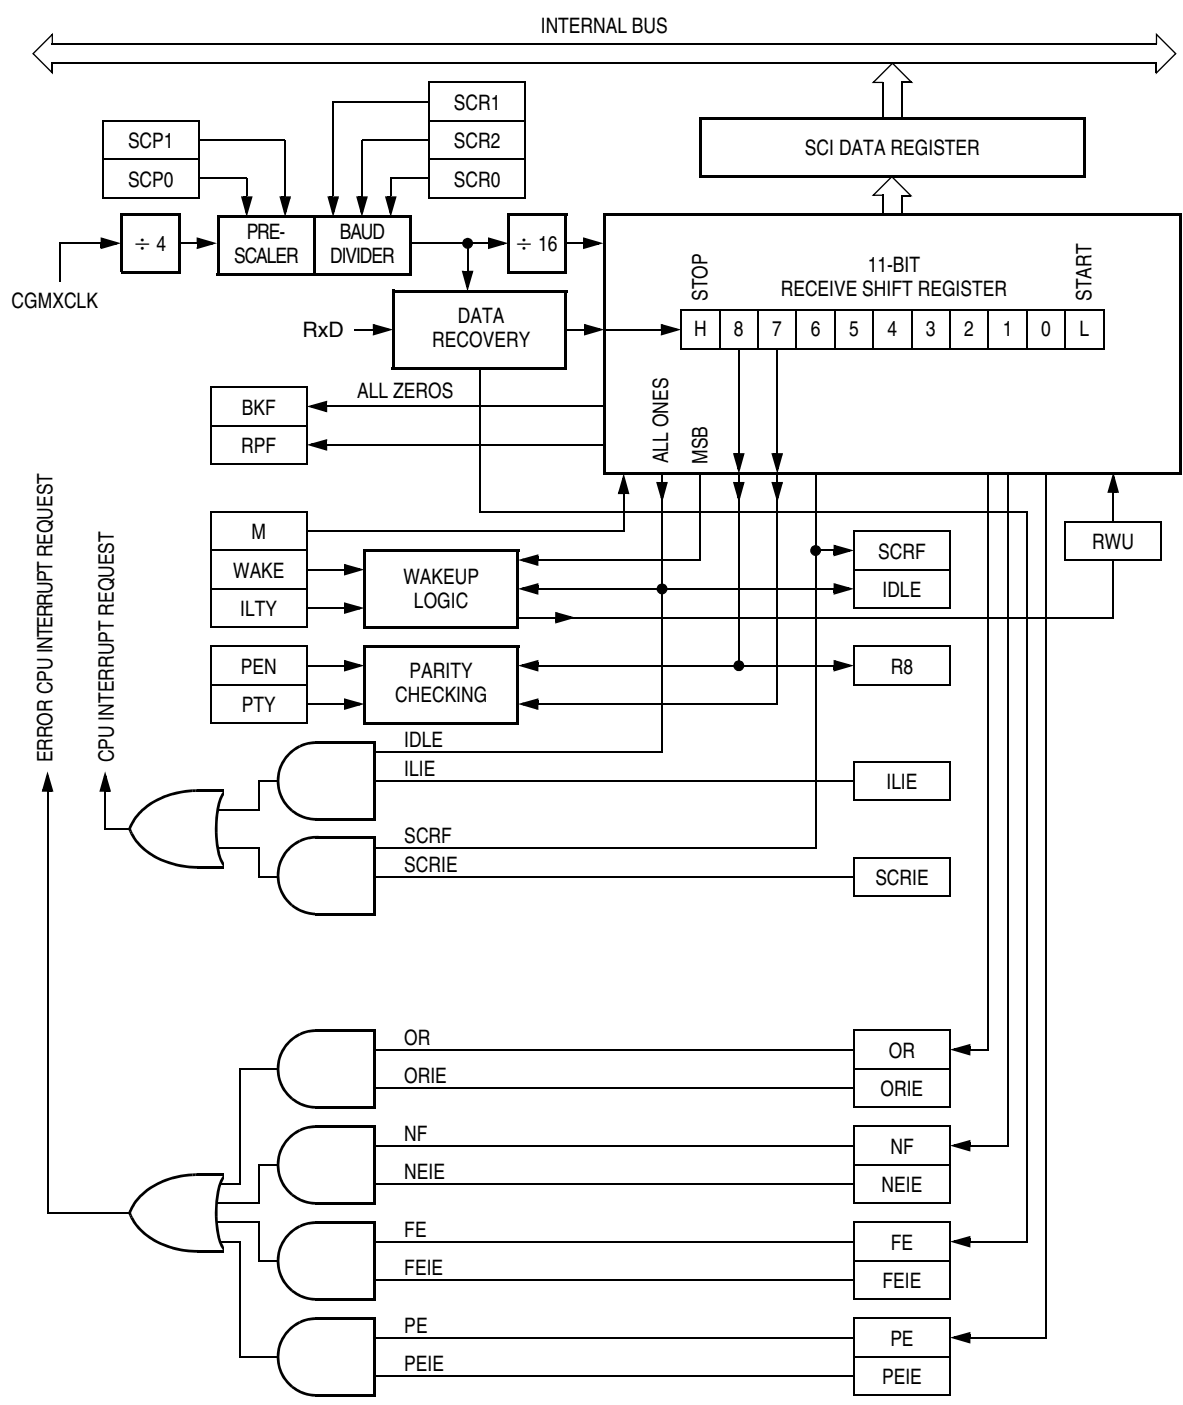 INTERNAL BUS
SCR1
SCP1
SCR2
SCI DATA REGISTER
SCP0
SCR0
÷ 4
PRE-
SCALER
BAUD
DIVIDER
÷ 16
STOP
11-BIT
RECEIVE SHIFT REGISTER
START
CGMXCLK
RxD
DATA
RECOVERY
H 8 7 6 5 4 3 2 1 0 L
ALL ZEROS
BKF
RPF
ALL ONES
MSB
M
WAKE
ILTY
WAKEUP
LOGIC
SCRF
IDLE
RWU
PEN
PTY
PARITY
CHECKING
R8
ERROR CPU INTERRUPT REQUEST
CPU INTERRUPT REQUEST
IDLE
ILIE
ILIE
SCRF
SCRIE
SCRIE
OR
ORIE
OR
ORIE
NF
NEIE
NF
NEIE
FE
FEIE
FE
FEIE
PE
PEIE
PE
PEIE